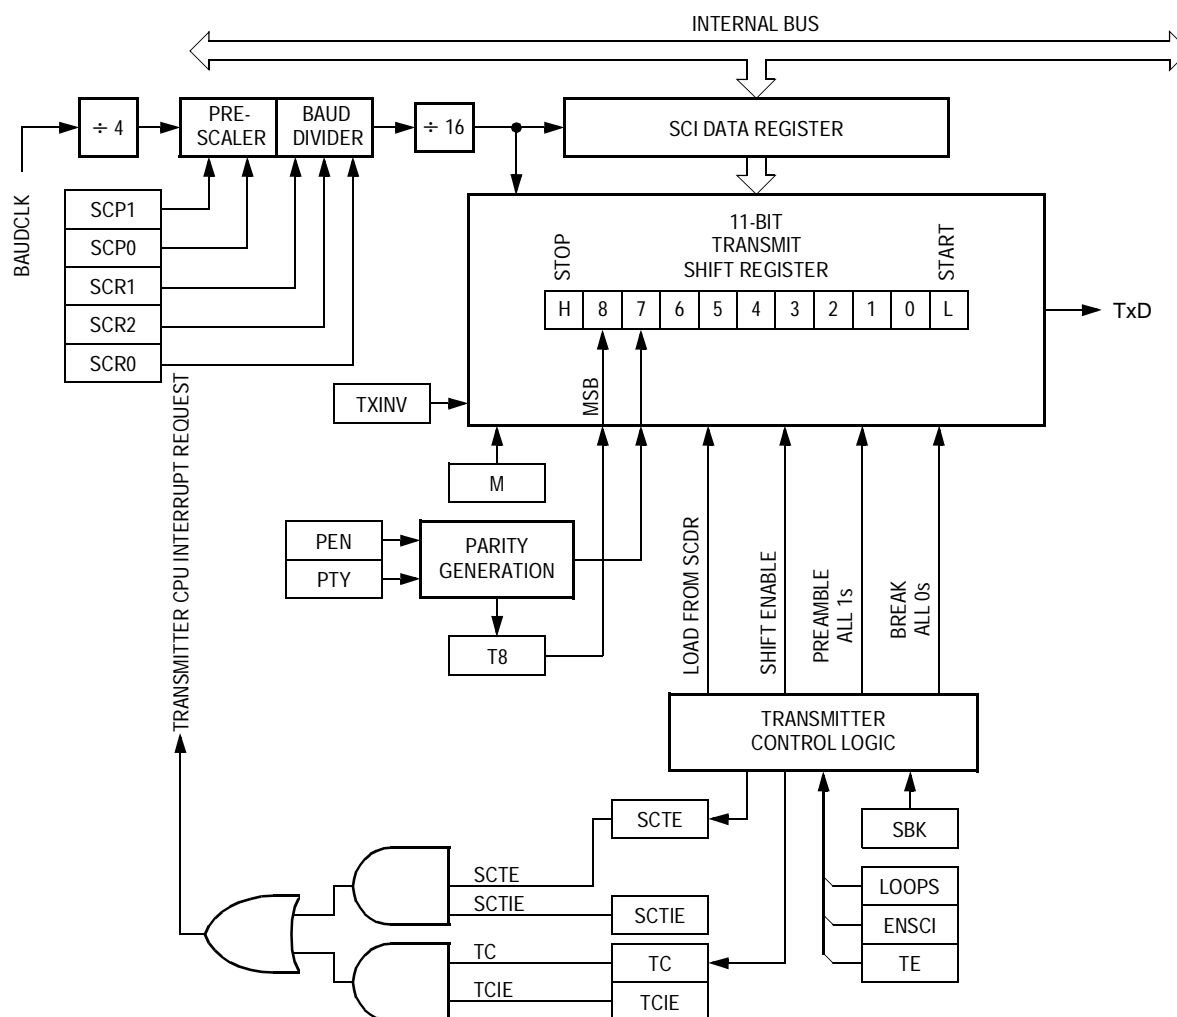 INTERNAL BUS
÷ 4
PRE-
SCALER
BAUD
DIVIDER
÷ 16
SCI DATA REGISTER
BAUDCLK
SCP1
SCP0
SCR1
SCR2
SCR0
11-BIT
TRANSMIT
SHIFT REGISTER
STOP
START
H 8 7 6 5 4 3 2 1 0 L
TxD
TXINV
MSB
M
PEN
PTY
PARITY
GENERATION
T8
LOAD FROM SCDR
SHIFT ENABLE
PREAMBLE
ALL 1s
BREAK
ALL 0s
TRANSMITTER CPU INTERRUPT REQUEST
TRANSMITTER
CONTROL LOGIC
SCTE
SBK
SCTE
SCTIE
SCTIE
LOOPS
ENSCI
TE
TC
TC
TCIE
TCIE